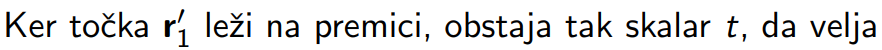 Ker točka r′₁ leži na premici, obstaja tak skalar t, da velja